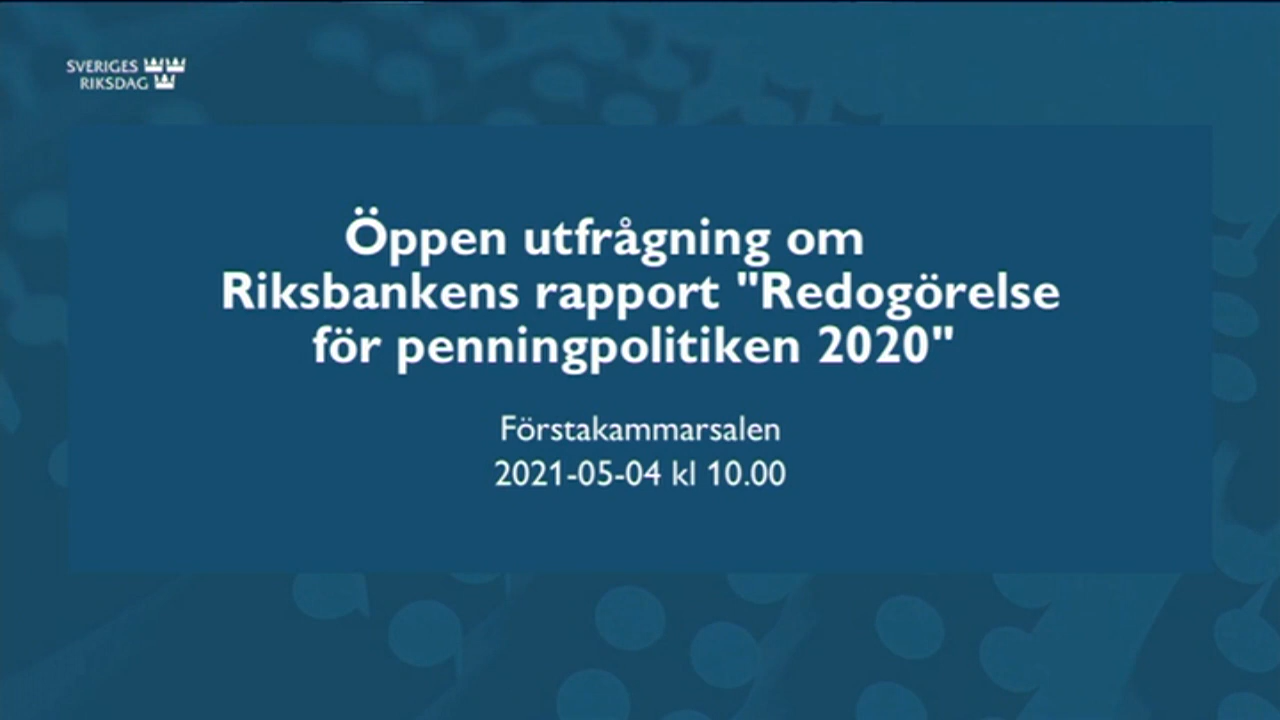 SVERIGES
RIKSDAG
Öppen utfrågning om
Riksbankens rapport "Redogörelse
för penningpolitiken 2020"
Förstakammarsalen
2021-05-04 kl 10.00